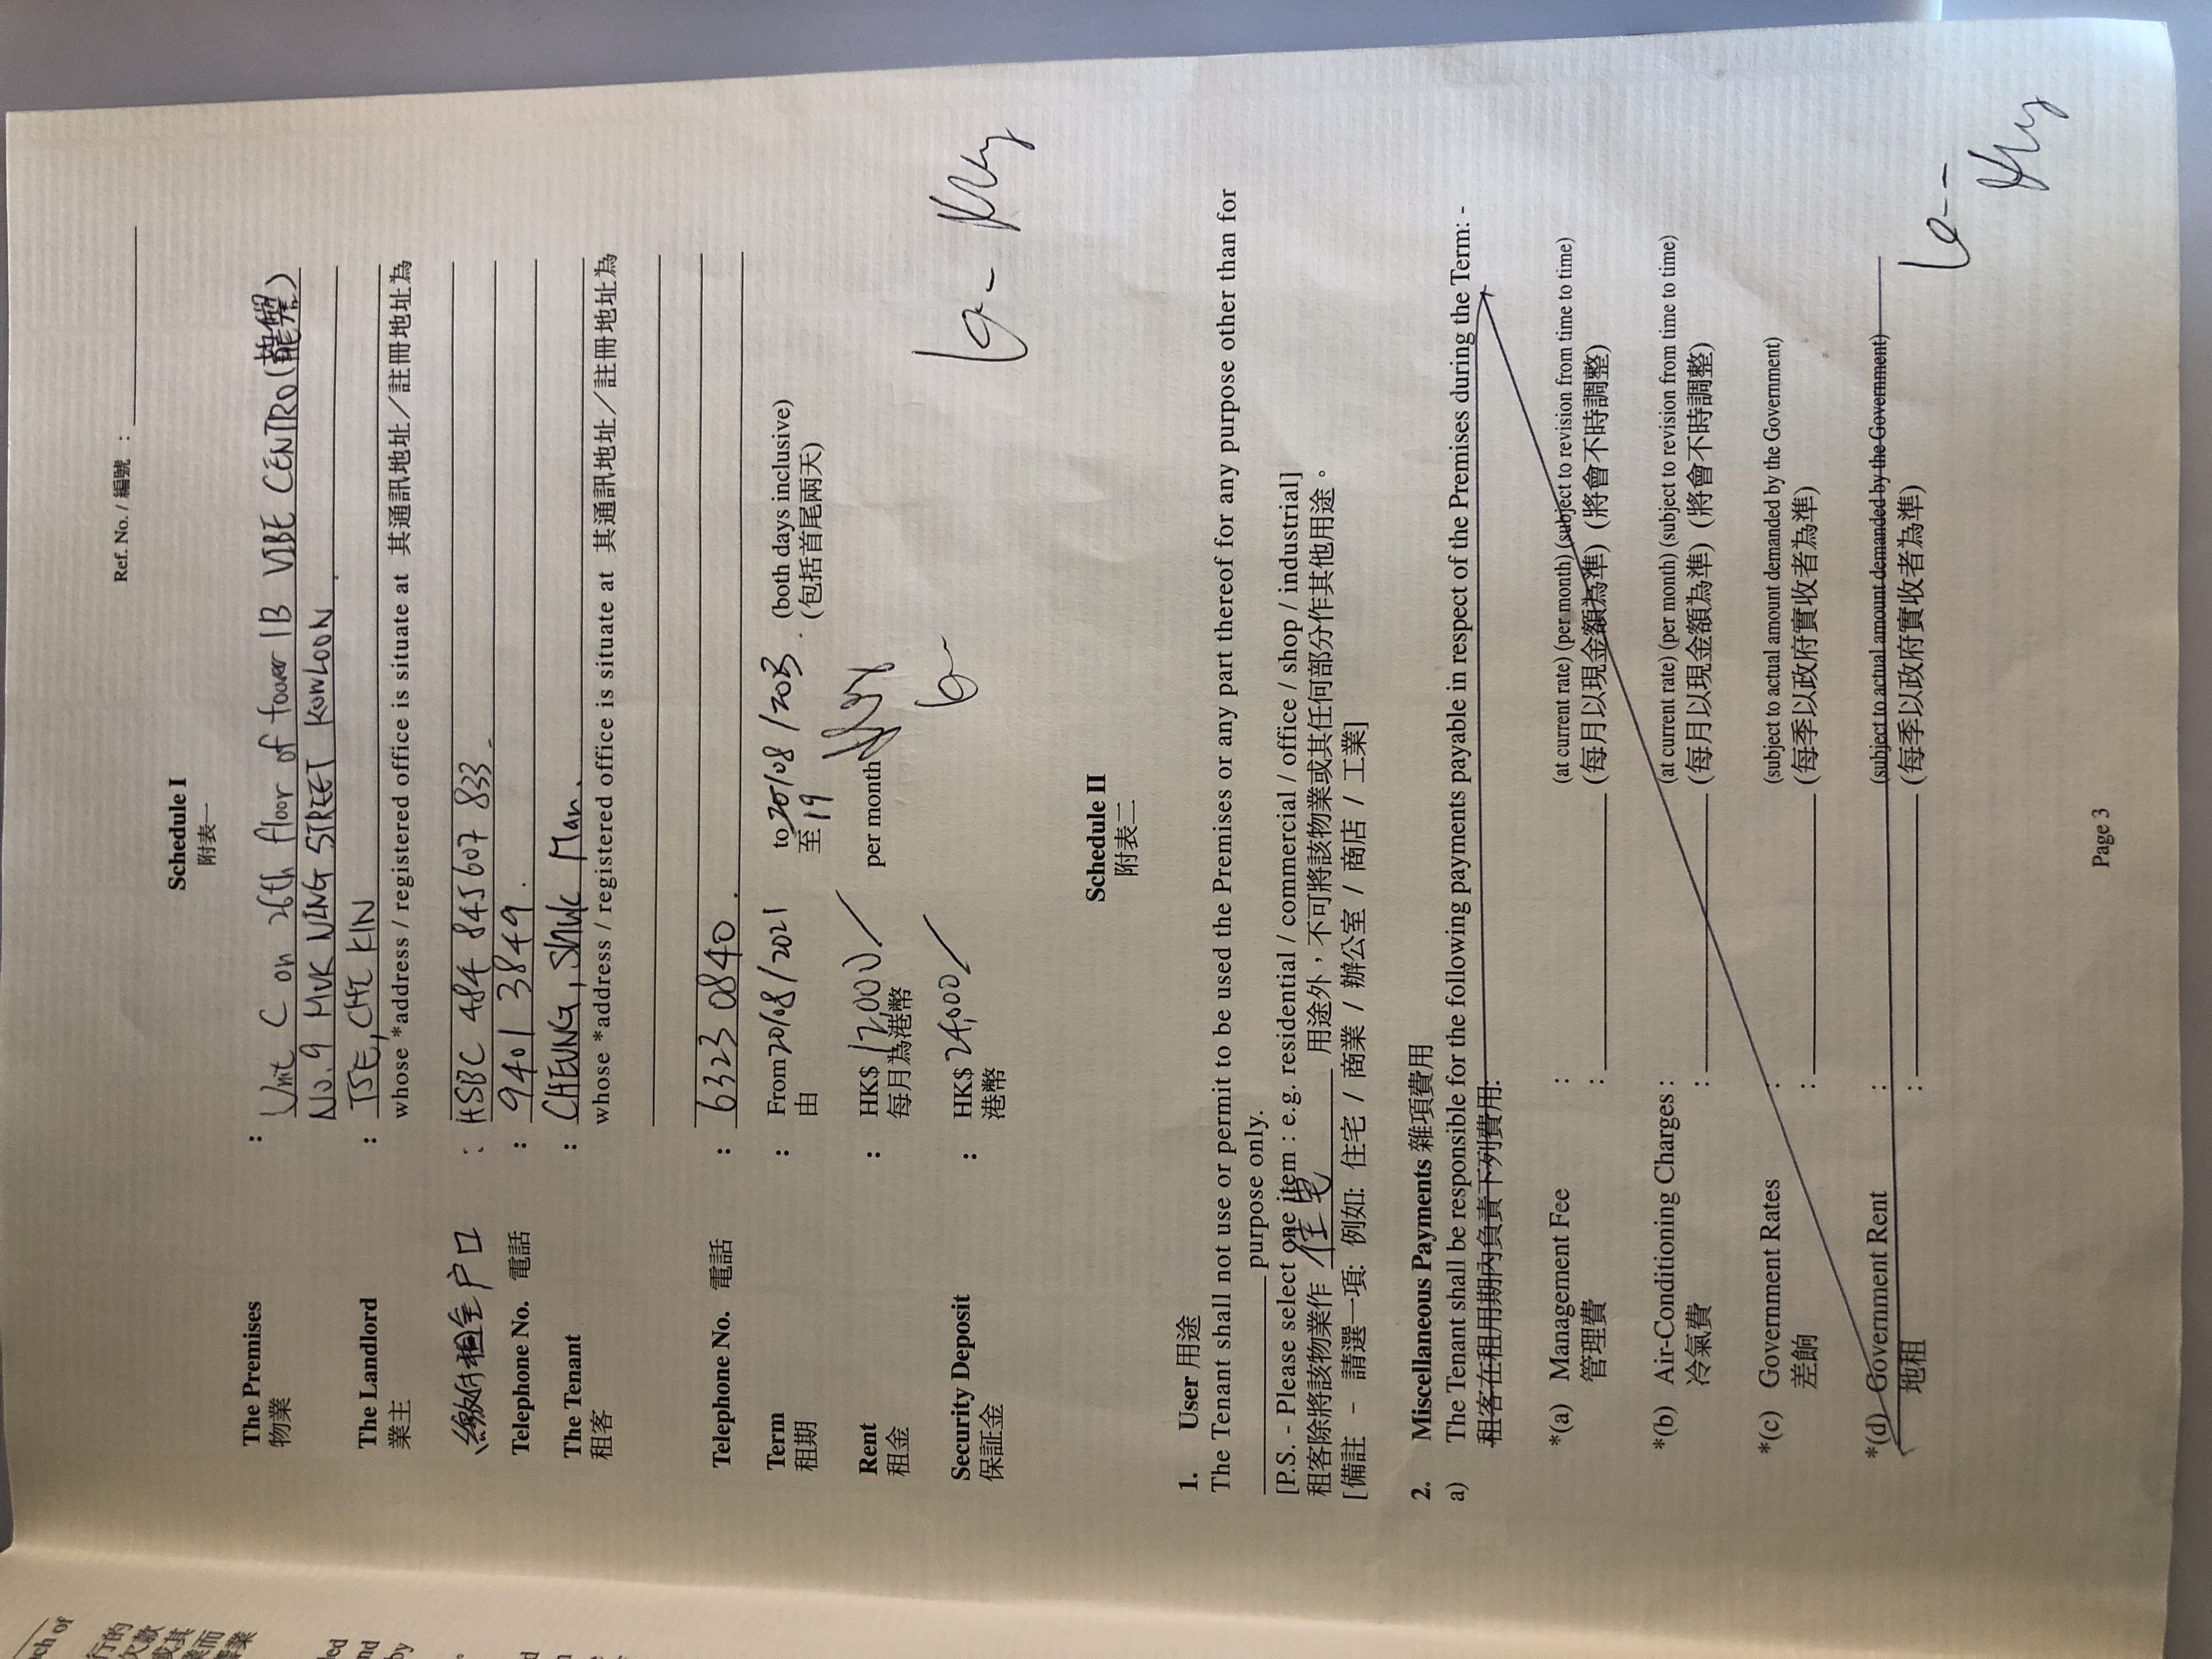 Ref. No. / 編號 :
Schedule I
附表一
The Premises : Unit C on 26th floor of tower 1B VIBE CENTRO (龍譽)
物業 No.9 MUK NING STREET KOWLOON.
The Landlord : TSE, CHI KIN
業主 whose *address / registered office is situate at 其通訊地址／註冊地址為
繳付租金户口 : HSBC 484 845607 833.
Telephone No. 電話 : 9401 3849.
The Tenant : CHEUNG, SHUK Man.
租客 whose *address / registered office is situate at 其通訊地址／註冊地址為
Telephone No. 電話 : 6323 0840.
Term : From 20/08/2021 to 20/08/2023. (both days inclusive)
租期 由 至 19 (包括首尾兩天)
Rent : HK$ 12,000/ per month
租金 每月為港幣
Security Deposit : HK$ 24,000/
保証金 港幣
Schedule II
附表二
1. User 用途
The Tenant shall not use or permit to be used the Premises or any part thereof for any purpose other than for
purpose only.
[P.S. - Please select one item : e.g. residential / commercial / office / shop / industrial]
租客除將該物業作 住宅 用途外，不可將該物業或其任何部分作其他用途。
[備註 - 請選一項: 例如: 住宅 / 商業 / 辦公室 / 商店 / 工業]
2. Miscellaneous Payments 雜項費用
a) The Tenant shall be responsible for the following payments payable in respect of the Premises during the Term: -
租客在租用期內負責下列費用:
*(a) Management Fee : (at current rate) (per month) (subject to revision from time to time)
管理費 : (每月以現金額為準) (將會不時調整)
*(b) Air-Conditioning Charges : (at current rate) (per month) (subject to revision from time to time)
冷氣費 : (每月以現金額為準) (將會不時調整)
*(c) Government Rates : (subject to actual amount demanded by the Government)
差餉 : (每季以政府實收者為準)
*(d) Government Rent : (subject to actual amount demanded by the Government)
地租 : (每季以政府實收者為準)
Page 3